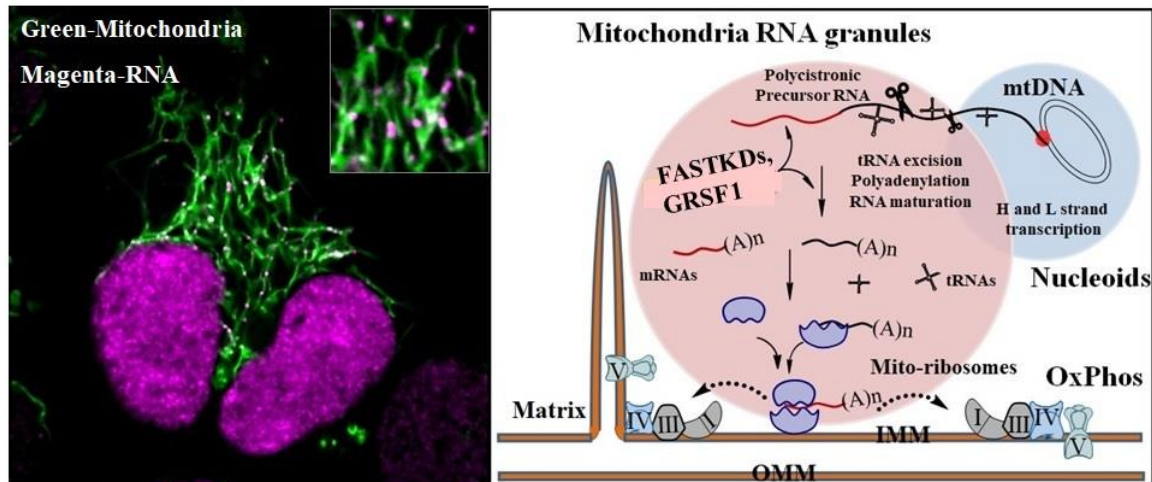 Green-Mitochondria
Magenta-RNA
Mitochondria RNA granules
Polycistronic
Precursor RNA
mtDNA
FASTKDs,
GRSF1
tRNA excision
Polyadenylation
RNA maturation
H and L strand
transcription
Nucleoids
(A)n
(A)n
mRNAs
tRNAs
(A)n
Mito-ribosomes
OxPhos
V
(A)n
Matrix
IV
III
I
I
III
IV
V
IMM
OMM